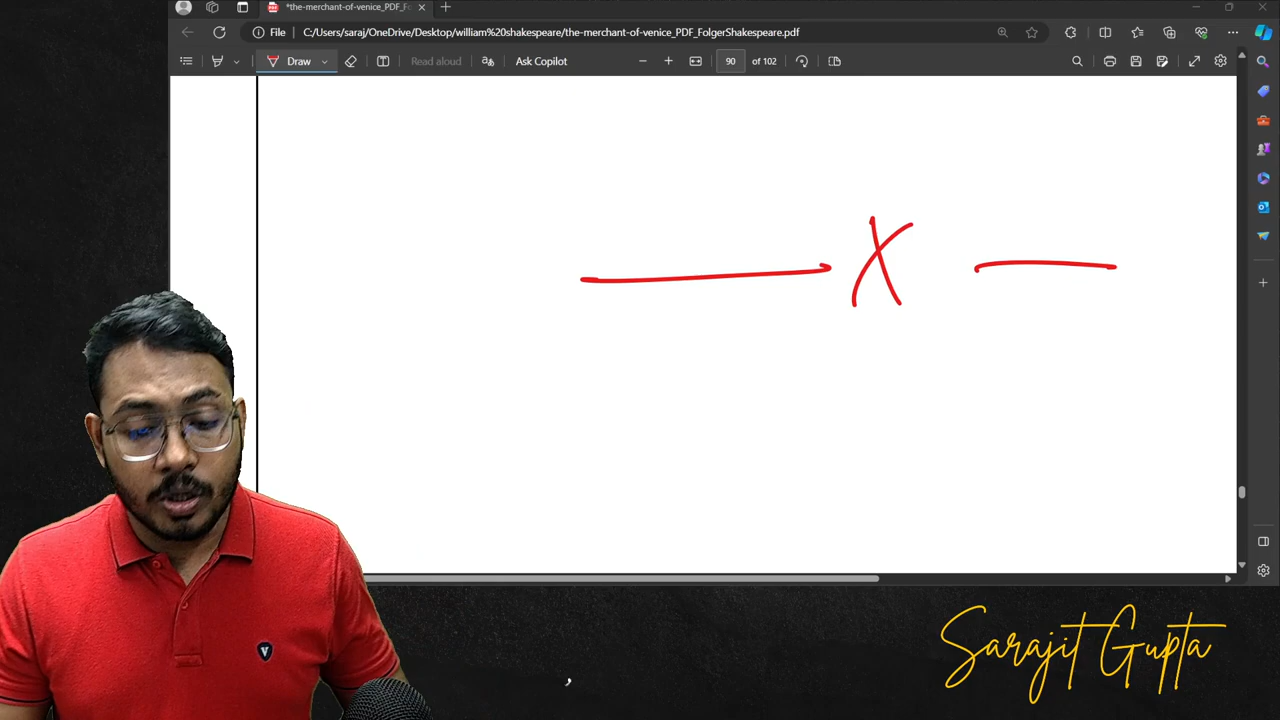 *the-merchant-of-venice_PDF_F
File C:/Users/saraj/OneDrive/Desktop/william%20shakespeare/the-merchant-of-venice_PDF_FolgerShakespeare.pdf
Draw Read aloud Ask Copilot 90 of 102
X
V
Sarajit Gupta